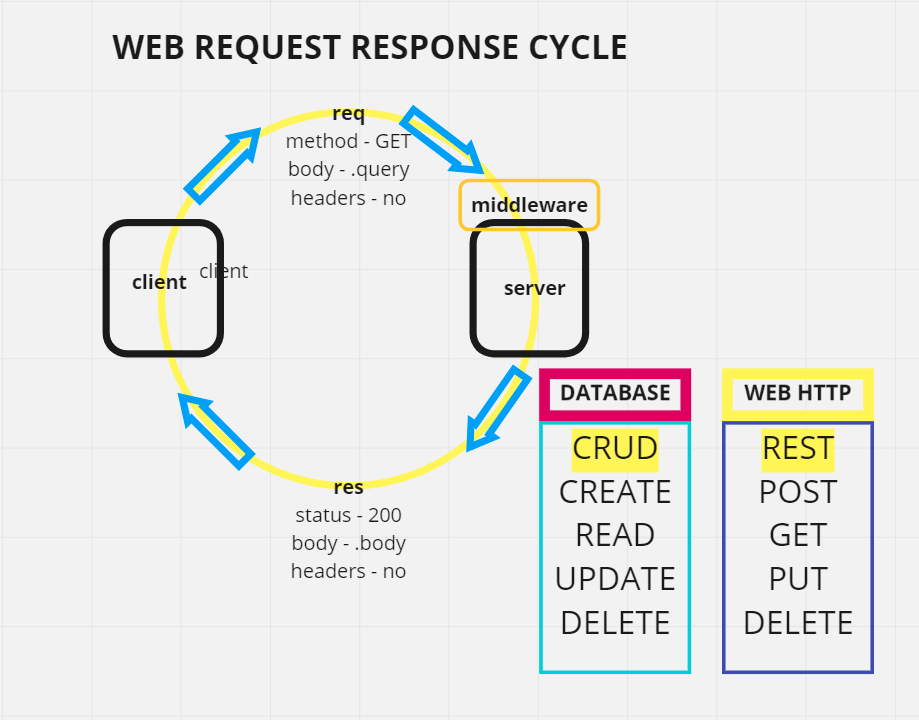 WEB REQUEST RESPONSE CYCLE
req
method - GET
body - .query
headers - no
middleware
client
client
server
res
status - 200
body - .body
headers - no
DATABASE
CRUD
CREATE
READ
UPDATE
DELETE
WEB HTTP
REST
POST
GET
PUT
DELETE